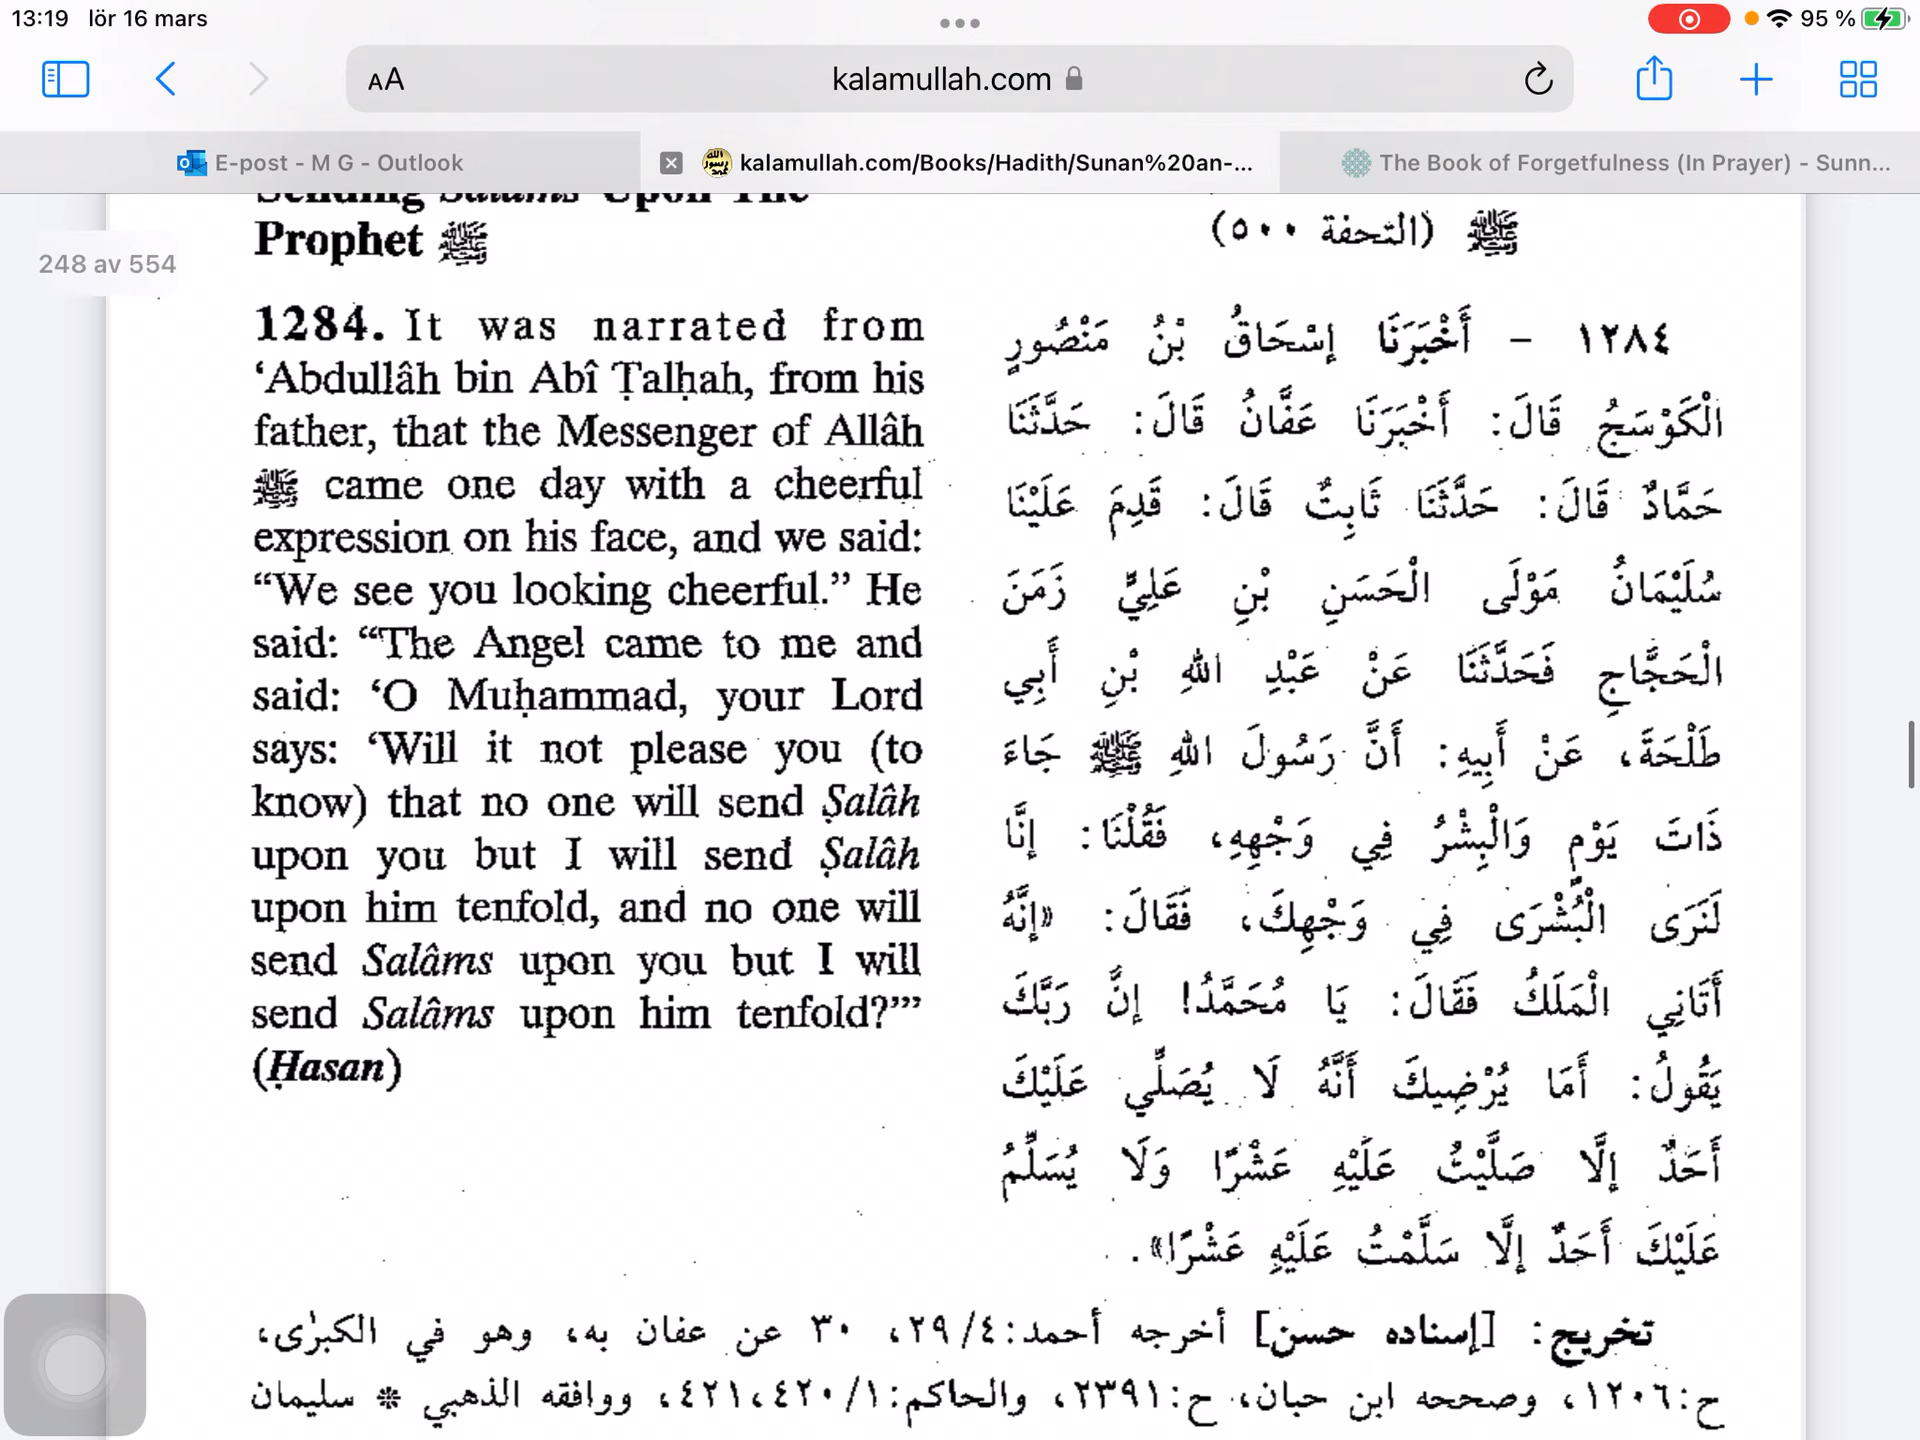 13:19 lör 16 mars
95 %
AA
kalamullah.com
E-post - M G - Outlook
kalamullah.com/Books/Hadith/Sunan%20an-...
The Book of Forgetfulness (In Prayer) - Sunn...
248 av 554
Sending Salâms Upon The
Prophet ﷺ
ﷺ (التحفة ٥٠٠)
1284. It was narrated from
‘Abdullâh bin Abî Ṭalḥah, from his
father, that the Messenger of Allâh
ﷺ came one day with a cheerful
expression on his face, and we said:
“We see you looking cheerful.” He
said: “The Angel came to me and
said: ‘O Muḥammad, your Lord
says: ‘Will it not please you (to
know) that no one will send Ṣalâh
upon you but I will send Ṣalâh
upon him tenfold, and no one will
send Salâms upon you but I will
send Salâms upon him tenfold?’”’
(Ḥasan)
١٢٨٤ – أَخْبَرَنَا إِسْحَاقُ بْنُ مَنْصُورٍ
الْكَوْسَجُ قَالَ: أَخْبَرَنَا عَفَّانُ قَالَ: حَدَّثَنَا
حَمَّادٌ قَالَ: حَدَّثَنَا ثَابِتٌ قَالَ: قَدِمَ عَلَيْنَا
سُلَيْمَانُ مَوْلَى الْحَسَنِ بْنِ عَلِيٍّ زَمَنَ
الْحَجَّاجِ فَحَدَّثَنَا عَنْ عَبْدِ اللهِ بْنِ أَبِي
طَلْحَةَ، عَنْ أَبِيهِ: أَنَّ رَسُولَ اللهِ ﷺ جَاءَ
ذَاتَ يَوْمٍ وَالْبِشْرُ فِي وَجْهِهِ، فَقُلْنَا: إِنَّا
لَنَرَى الْبُشْرَى فِي وَجْهِكَ، فَقَالَ: «إِنَّهُ
أَتَانِي الْمَلَكُ فَقَالَ: يَا مُحَمَّدُ! إِنَّ رَبَّكَ
يَقُولُ: أَمَا يُرْضِيكَ أَنَّهُ لَا يُصَلِّي عَلَيْكَ
أَحَدٌ إِلَّا صَلَّيْتُ عَلَيْهِ عَشْرًا وَلَا يُسَلِّمُ
عَلَيْكَ أَحَدٌ إِلَّا سَلَّمْتُ عَلَيْهِ عَشْرًا».
تخريج: [إسناده حسن] أخرجه أحمد: ٤/ ٢٩، ٣٠ عن عفان به، وهو في الكبرٰى،
ح: ١٢٠٦، وصححه ابن حبان، ح: ٢٣٩١، والحاكم: ١/ ٤٢٠، ٤٢١، ووافقه الذهبي * سليمان